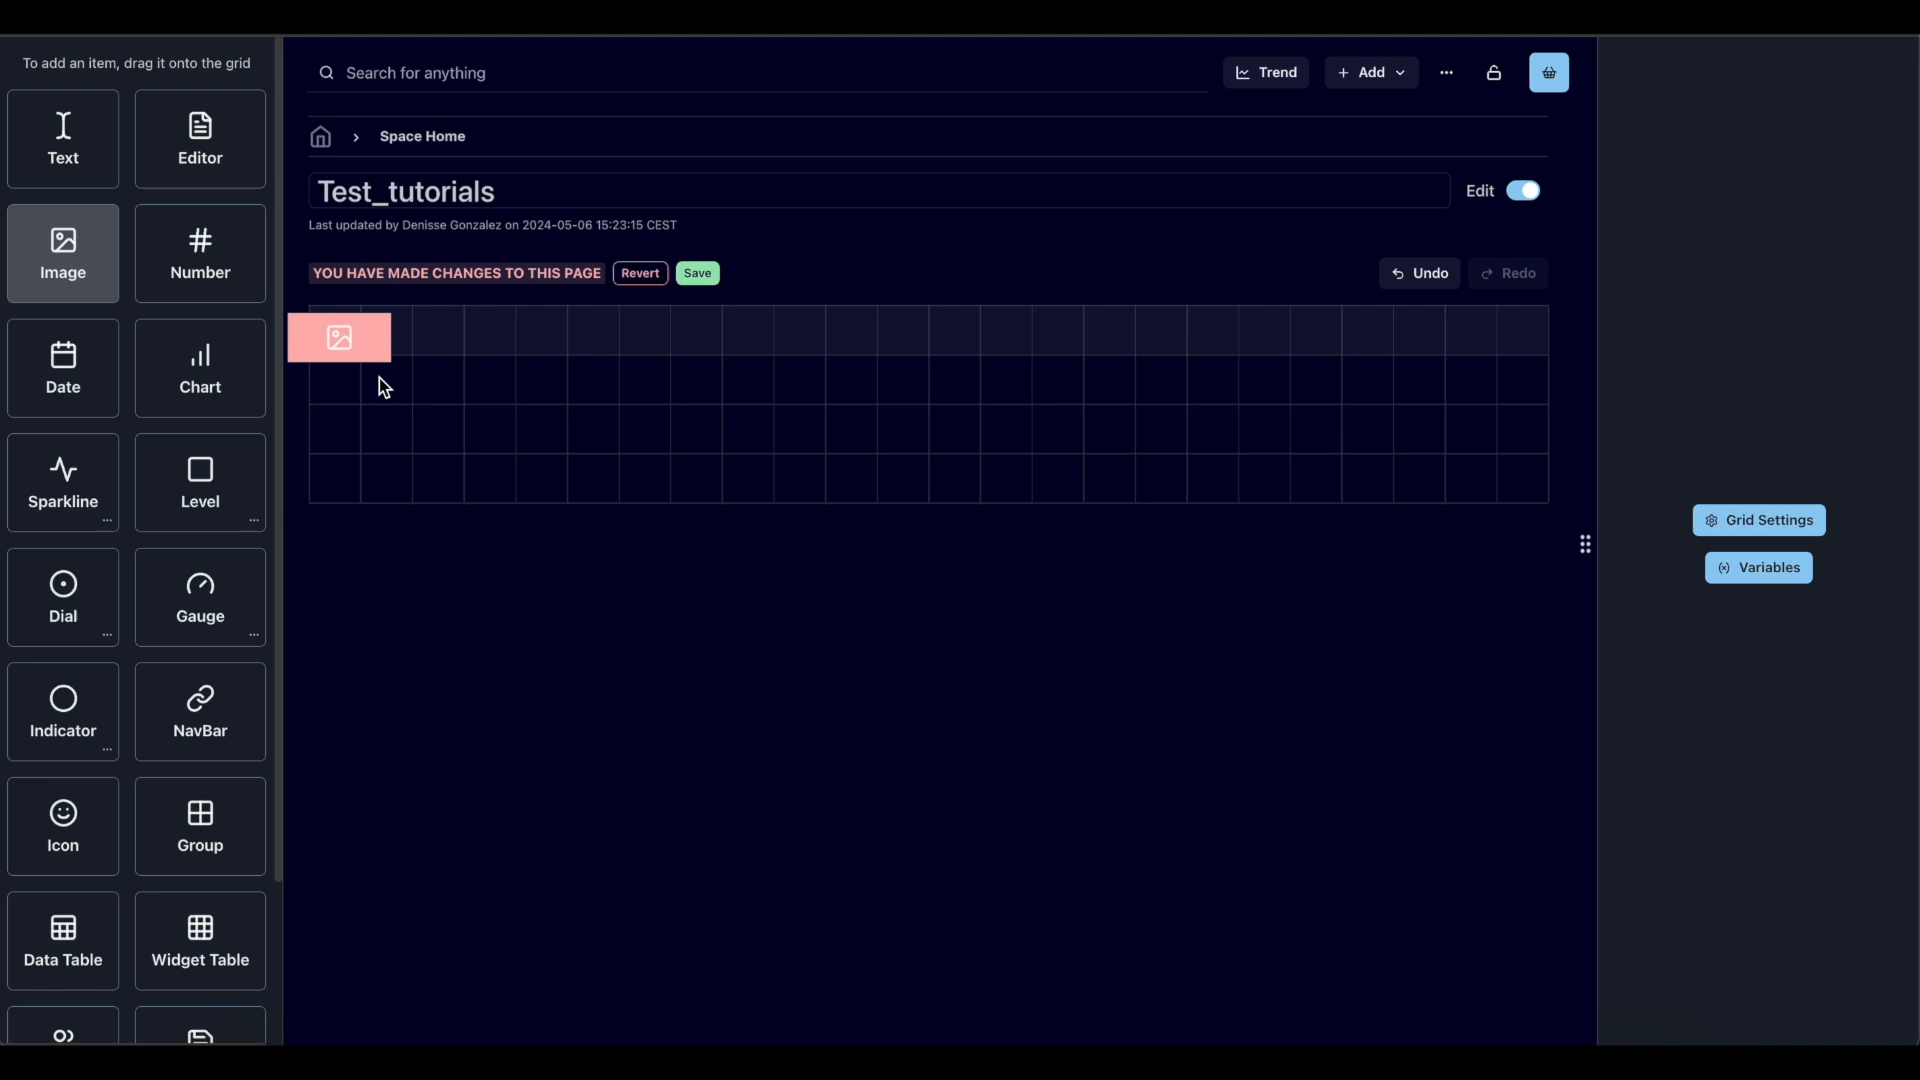 To add an item, drag it onto the grid
Text
Editor
Image
Number
Date
Chart
Sparkline
...
Level
...
Dial
...
Gauge
...
Indicator
...
NavBar
Icon
Group
Data Table
Widget Table
Search for anything
Trend
+ Add
...
> Space Home
Test_tutorials
Edit
Last updated by Denisse Gonzalez on 2024-05-06 15:23:15 CEST
YOU HAVE MADE CHANGES TO THIS PAGE Revert Save
Undo
Redo
Grid Settings
(x) Variables